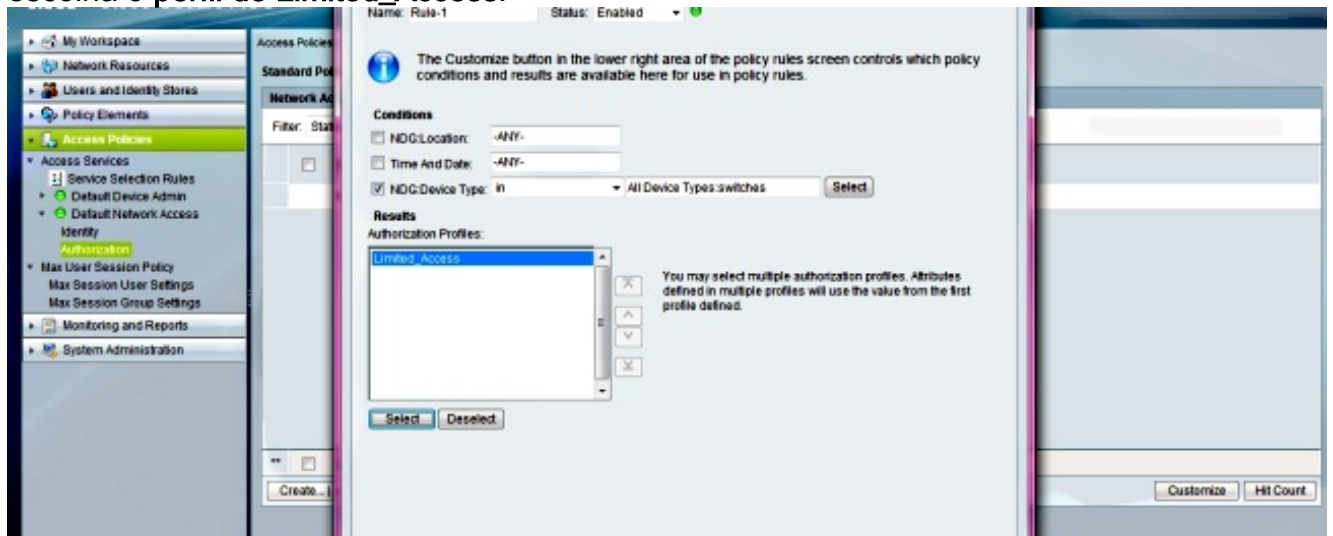 escolha o perfil de Limited_Access.
Name: Rule-1 Status: Enabled
My Workspace
Network Resources
Users and Identity Stores
Policy Elements
Access Policies
Access Services
Service Selection Rules
Default Device Admin
Default Network Access
Identity
Authorization
Max User Session Policy
Max Session User Settings
Max Session Group Settings
Monitoring and Reports
System Administration
Access Policies
Standard Pol
Network Ac
Filter: Stat
Create...
The Customize button in the lower right area of the policy rules screen controls which policy
conditions and results are available here for use in policy rules.
Conditions
NDG:Location: -ANY-
Time And Date: -ANY-
NDG:Device Type: in All Device Types:switches Select
Results
Authorization Profiles:
Limited_Access
You may select multiple authorization profiles. Attributes
defined in multiple profiles will use the value from the first
profile defined.
Select Deselect
**
Customize Hit Count